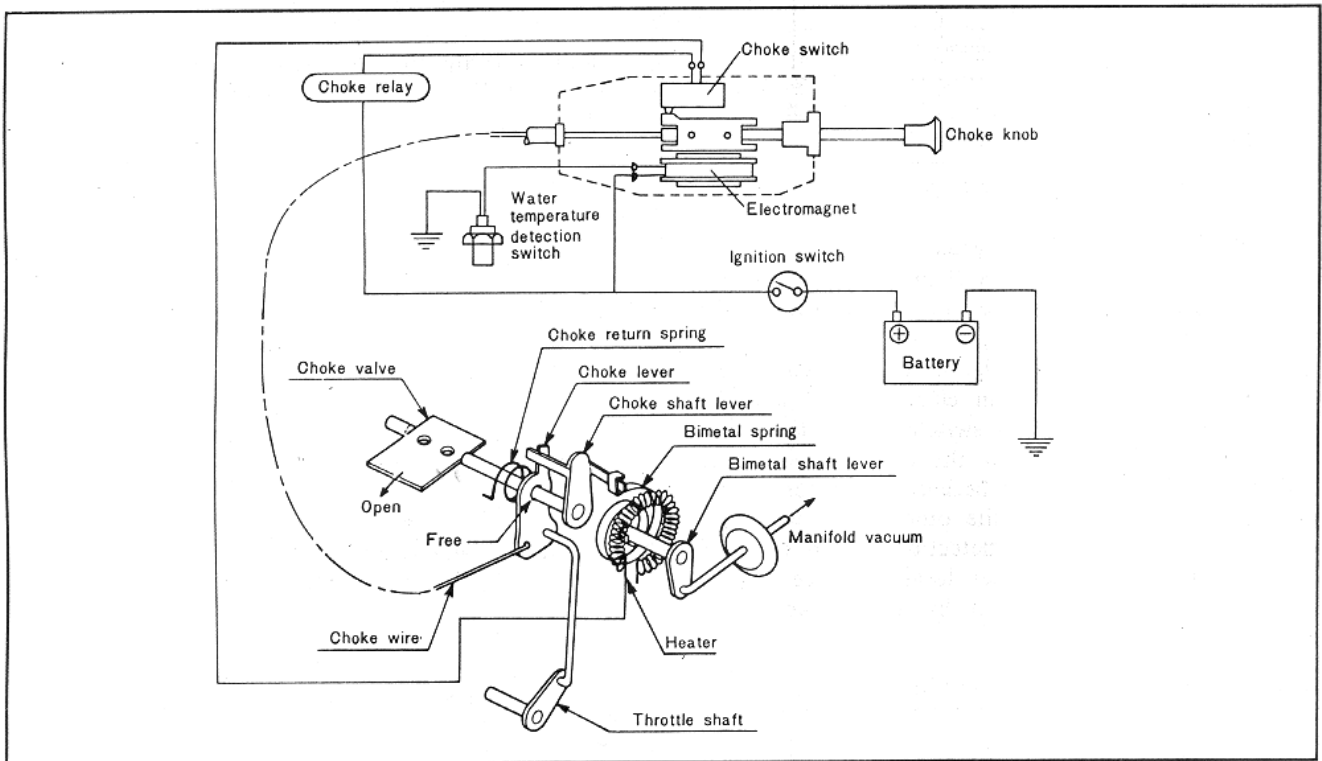 Choke switch
Choke relay
Choke knob
Water
temperature
detection
switch
Electromagnet
Ignition switch
Battery
Choke return spring
Choke valve
Choke lever
Choke shaft lever
Bimetal spring
Bimetal shaft lever
Open
Free
Manifold vacuum
Choke wire
Heater
Throttle shaft